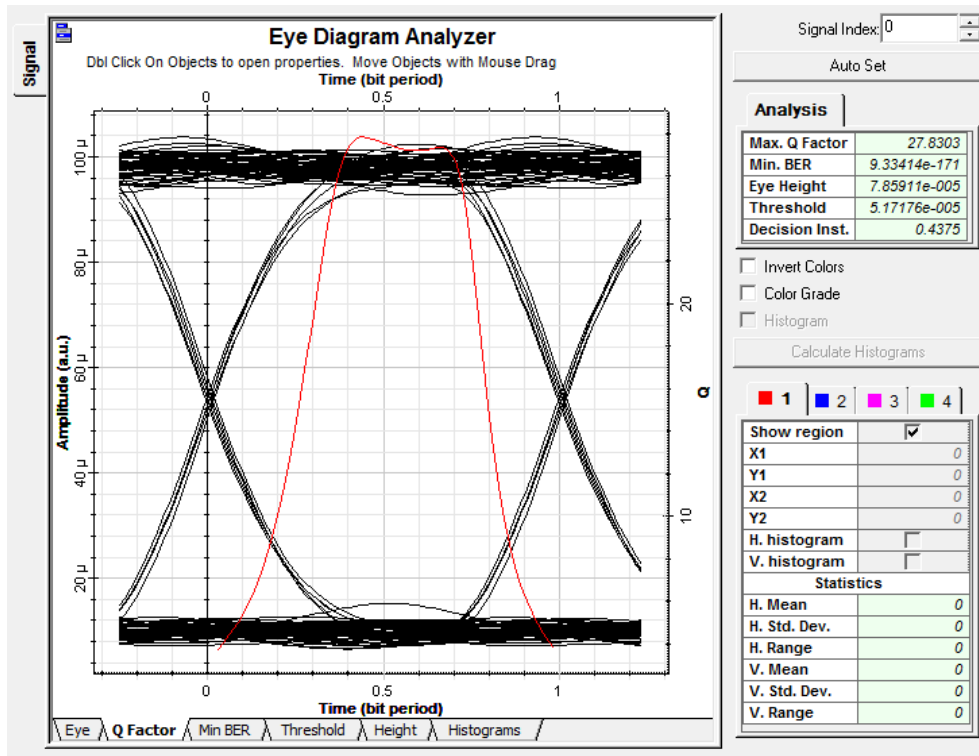 Signal
Eye Diagram Analyzer
Dbl Click On Objects to open properties. Move Objects with Mouse Drag
Time (bit period)
0 0.5 1
Amplitude (a.u.)
100 µ
80 µ
60 µ
40 µ
20 µ
Q
20
10
0 0.5 1
Time (bit period)
Eye Q Factor Min BER Threshold Height Histograms
Signal Index: 0
Auto Set
Analysis
Max. Q Factor 27.8303
Min. BER 9.33414e-171
Eye Height 7.85911e-005
Threshold 5.17176e-005
Decision Inst. 0.4375
Invert Colors
Color Grade
Histogram
Calculate Histograms
1 2 3 4
Show region
X1 0
Y1 0
X2 0
Y2 0
H. histogram
V. histogram
Statistics
H. Mean 0
H. Std. Dev. 0
H. Range 0
V. Mean 0
V. Std. Dev. 0
V. Range 0